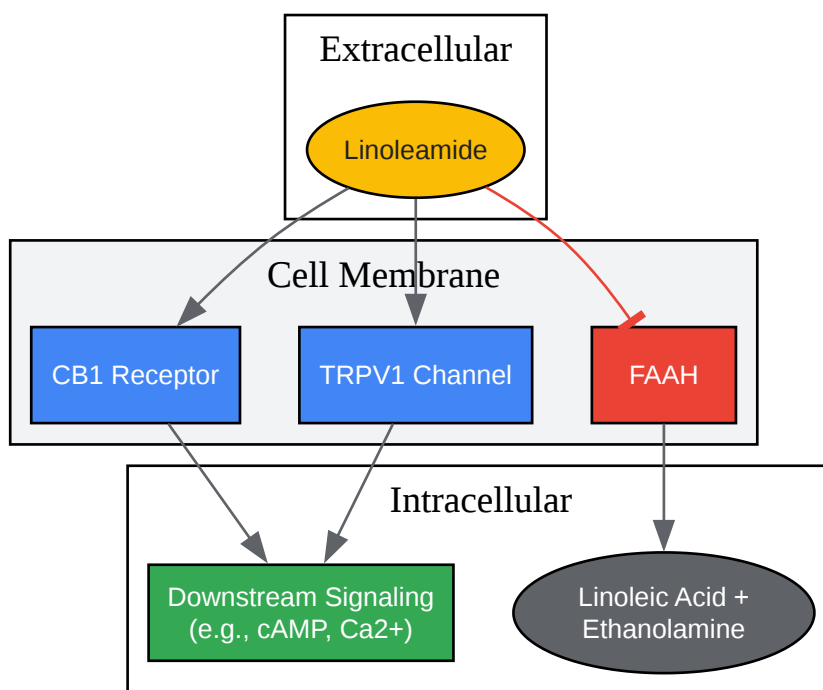 Extracellular
Linoleamide
Cell Membrane
CB1 Receptor
TRPV1 Channel
FAAH
Intracellular
Downstream Signaling
(e.g., cAMP, Ca2+)
Linoleic Acid +
Ethanolamine